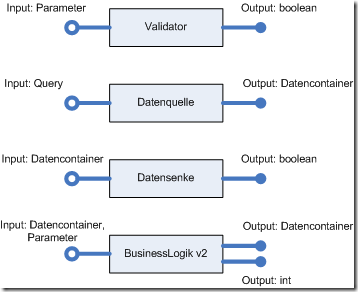 Input: Parameter
Output: boolean
Validator
Input: Query
Output: Datencontainer
Datenquelle
Input: Datencontainer
Output: boolean
Datensenke
Input: Datencontainer,
Parameter
Output: Datencontainer
BusinessLogik v2
Output: int